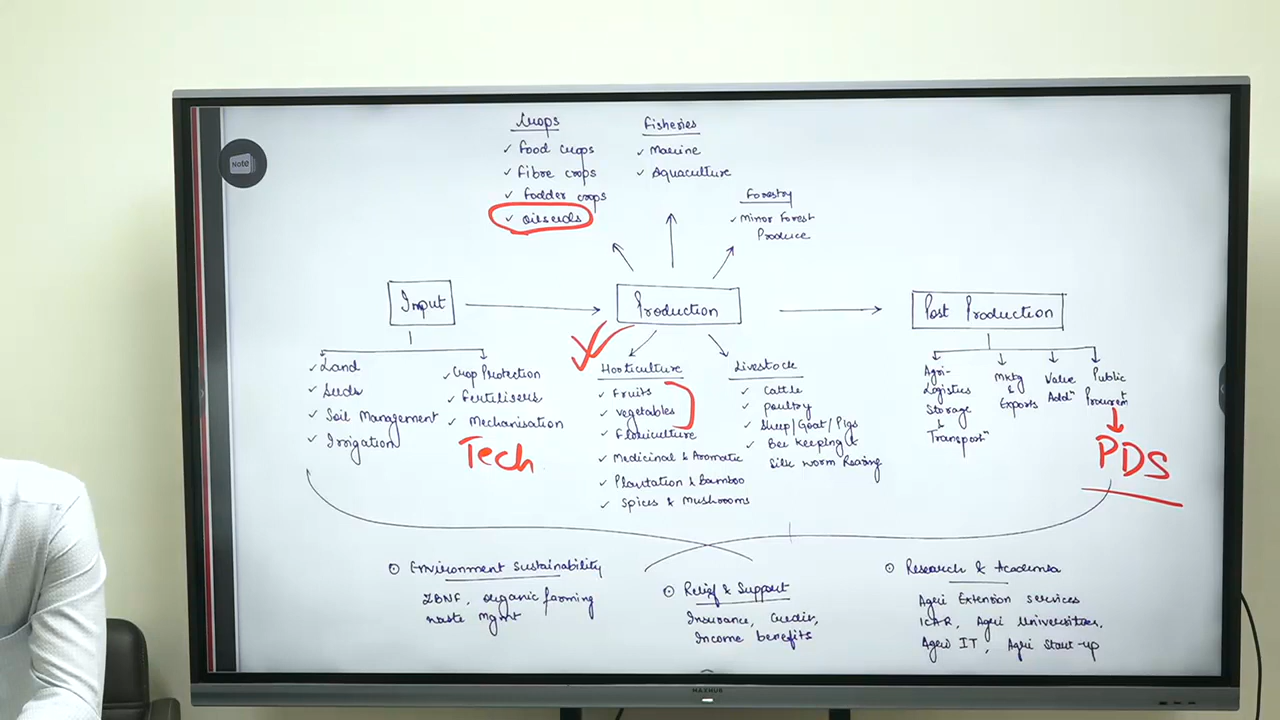 Note
Crops
✓ Food crops
✓ Fibre crops
✓ Fodder crops
✓ Oilseeds
Fisheries
✓ Marine
✓ Aquaculture
Forestry
✓ Minor Forest
Produce
Input
Production
Post Production
✓ Land
✓ Seeds
✓ Soil Management
✓ Irrigation
✓ Crop Protection
✓ Fertilisers
✓ Mechanisation
Tech
Horticulture
✓ Fruits
✓ vegetables
✓ Floriculture
✓ Medicinal & Aromatic
✓ Plantation & Bamboo
✓ Spices & Mushrooms
Livestock
✓ Cattle
✓ Poultry
✓ Sheep/Goat/Pigs
✓ Bee keeping &
Silk worm Rearing
Agri-
Logistics
Storage
Transportⁿ
Mktg
&
Exports
Value
Addⁿ
Public
PDS
Environment Sustainability
ZBNF, organic farming
waste mgmt
Relief & Support
Insurance, Credit,
Income benefits
Research & Academia
Agri Extension services
ICAR, Agri Universities,
Agri IT, Agri Start-up
MAXHUB